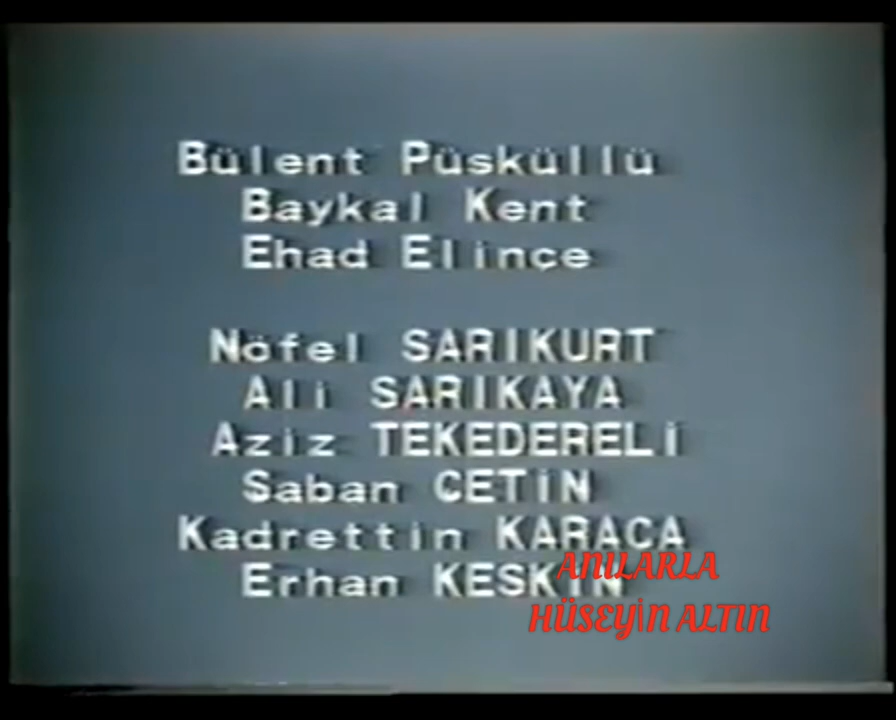 Bülent Püsküllü
Baykal Kent
Ehad Elinçe
Nöfel SARIKURT
Ali SARIKAYA
Aziz TEKEDERELİ
Saban CETİN
Kadrettin KARACA
Erhan KESKİN
ANILARLA
HÜSEYİN ALTIN